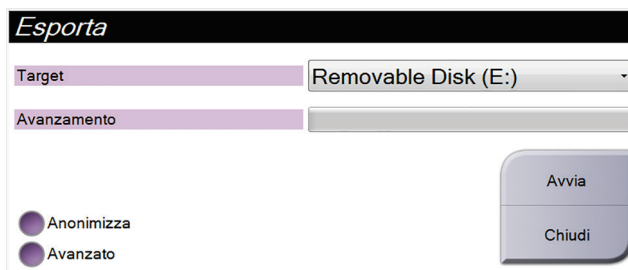 Esporta
Target
Removable Disk (E:)
Avanzamento
Avvia
Chiudi
Anonimizza
Avanzato